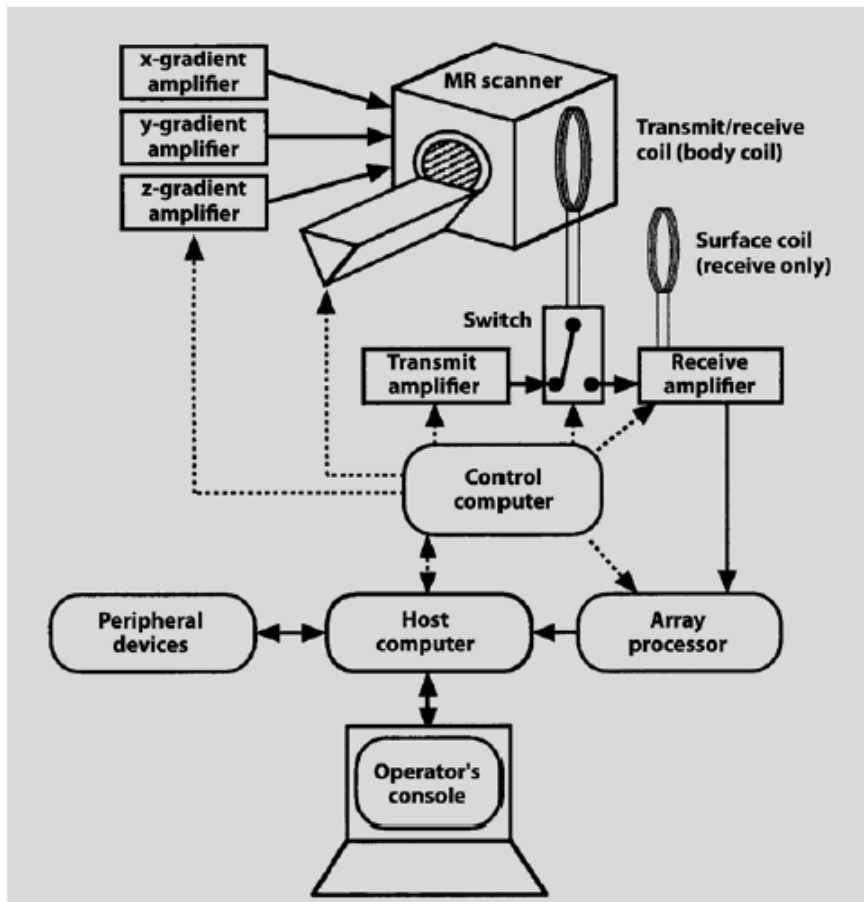 x-gradient
amplifier
y-gradient
amplifier
z-gradient
amplifier
MR scanner
Transmit/receive
coil (body coil)
Surface coil
(receive only)
Switch
Transmit
amplifier
Receive
amplifier
Control
computer
Peripheral
devices
Host
computer
Array
processor
Operator's
console